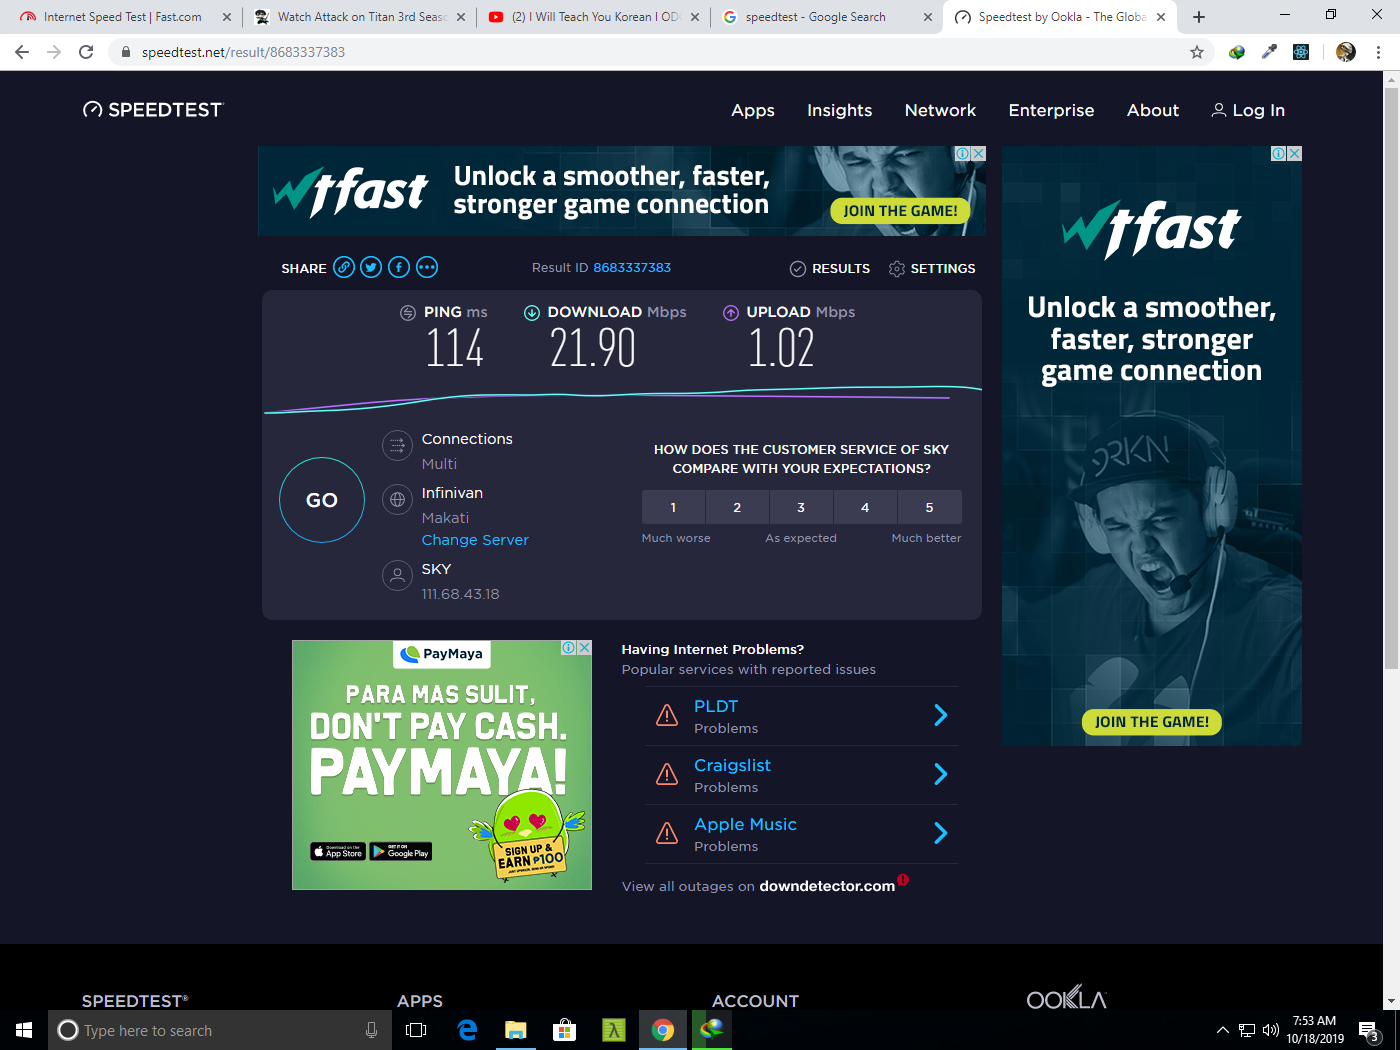 Internet Speed Test | Fast.com
Watch Attack on Titan 3rd Seas
(2) I Will Teach You Korean I OD
speedtest - Google Search
Speedtest by Ookla - The Globa
speedtest.net/result/8683337383
SPEEDTEST
Apps Insights Network Enterprise About Log In
wtfast
Unlock a smoother, faster,
stronger game connection
JOIN THE GAME!
wtfast
Unlock a smoother,
faster, stronger
game connection
DRKN
JOIN THE GAME!
SHARE
Result ID 8683337383
RESULTS SETTINGS
PING ms DOWNLOAD Mbps UPLOAD Mbps
114 21.90 1.02
GO
Connections
Multi
Infinivan
Makati
Change Server
SKY
111.68.43.18
HOW DOES THE CUSTOMER SERVICE OF SKY
COMPARE WITH YOUR EXPECTATIONS?
1 2 3 4 5
Much worse As expected Much better
PayMaya
PARA MAS SULIT,
DON'T PAY CASH.
PAYMAYA!
Download on the
App Store
GET IT ON
Google Play
SIGN UP &
EARN ₱100
Having Internet Problems?
Popular services with reported issues
PLDT
Problems
Craigslist
Problems
Apple Music
Problems
View all outages on downdetector.com
SPEEDTEST® APPS ACCOUNT OOKLA
Type here to search
7:53 AM
10/18/2019
3